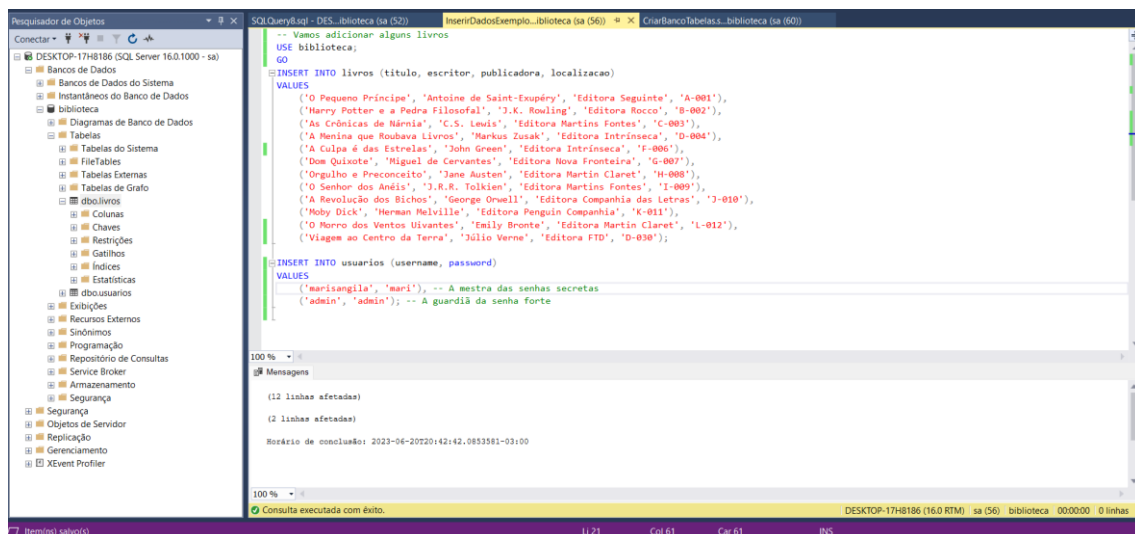 Pesquisador de Objetos
Conectar
DESKTOP-17H8186 (SQL Server 16.0.1000 - sa)
Bancos de Dados
Bancos de Dados do Sistema
Instantâneos do Banco de Dados
biblioteca
Diagramas de Banco de Dados
Tabelas
Tabelas do Sistema
FileTables
Tabelas Externas
Tabelas de Grafo
dbo.livros
Colunas
Chaves
Restrições
Gatilhos
Índices
Estatísticas
dbo.usuarios
Exibições
Recursos Externos
Sinônimos
Programação
Repositório de Consultas
Service Broker
Armazenamento
Segurança
Segurança
Objetos de Servidor
Replicação
Gerenciamento
XEvent Profiler
SQLQuery8.sql - DES...iblioteca (sa (52)) InserirDadosExemplo...iblioteca (sa (56)) CriarBancoTabelas.s...biblioteca (sa (60))
-- Vamos adicionar alguns livros
USE biblioteca;
GO
INSERT INTO livros (titulo, escritor, publicadora, localizacao)
VALUES
('O Pequeno Príncipe', 'Antoine de Saint-Exupéry', 'Editora Seguinte', 'A-001'),
('Harry Potter e a Pedra Filosofal', 'J.K. Rowling', 'Editora Rocco', 'B-002'),
('As Crônicas de Nárnia', 'C.S. Lewis', 'Editora Martins Fontes', 'C-003'),
('A Menina que Roubava Livros', 'Markus Zusak', 'Editora Intrínseca', 'D-004'),
('A Culpa é das Estrelas', 'John Green', 'Editora Intrínseca', 'F-006'),
('Dom Quixote', 'Miguel de Cervantes', 'Editora Nova Fronteira', 'G-007'),
('Orgulho e Preconceito', 'Jane Austen', 'Editora Martin Claret', 'H-008'),
('O Senhor dos Anéis', 'J.R.R. Tolkien', 'Editora Martins Fontes', 'I-009'),
('A Revolução dos Bichos', 'George Orwell', 'Editora Companhia das Letras', 'J-010'),
('Moby Dick', 'Herman Melville', 'Editora Penguin Companhia', 'K-011'),
('O Morro dos Ventos Uivantes', 'Emily Bronte', 'Editora Martin Claret', 'L-012'),
('Viagem ao Centro da Terra', 'Júlio Verne', 'Editora FTD', 'D-030');
INSERT INTO usuarios (username, password)
VALUES
('marisangila', 'mari'), -- A mestra das senhas secretas
('admin', 'admin'); -- A guardiã da senha forte
100 %
Mensagens
(12 linhas afetadas)
(2 linhas afetadas)
Horário de conclusão: 2023-06-20T20:42:42.0853581-03:00
100 %
Consulta executada com êxito. DESKTOP-17H8186 (16.0 RTM) sa (56) biblioteca 00:00:00 0 linhas
Item(ns) salvo(s) Li 21 Col 61 Car 61 INS